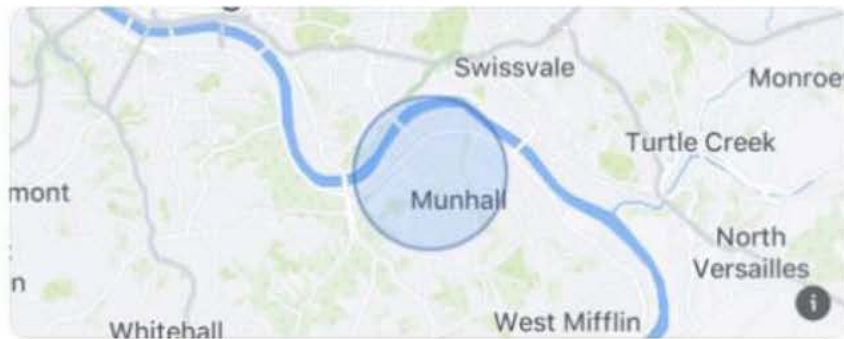 Swissvale
Monroe
Turtle Creek
mont
Munhall
North
Versailles
n
i
West Mifflin
Whitehall